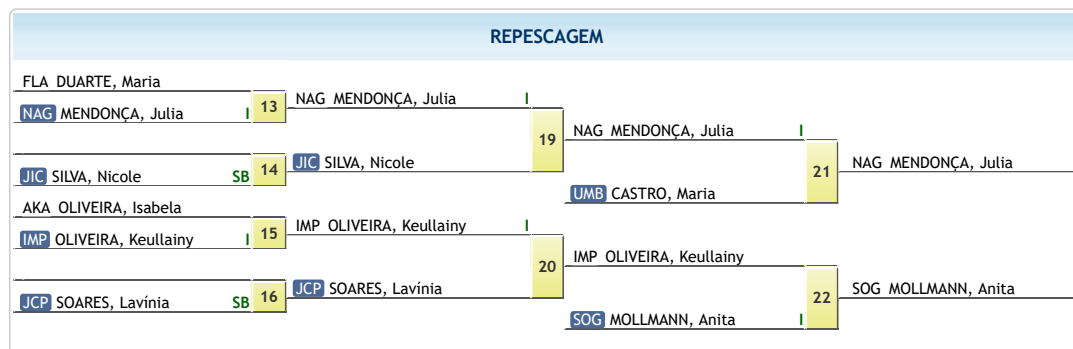 REPESCAGEM
FLA DUARTE, Maria
NAG MENDONÇA, Julia I
13
NAG MENDONÇA, Julia I
JIC SILVA, Nicole SB
14
JIC SILVA, Nicole
19
NAG MENDONÇA, Julia I
UMB CASTRO, Maria
21
NAG MENDONÇA, Julia
AKA OLIVEIRA, Isabela
IMP OLIVEIRA, Keullainy I
15
IMP OLIVEIRA, Keullainy I
JCP SOARES, Lavínia SB
16
JCP SOARES, Lavínia
20
IMP OLIVEIRA, Keullainy
SOG MOLLMANN, Anita I
22
SOG MOLLMANN, Anita